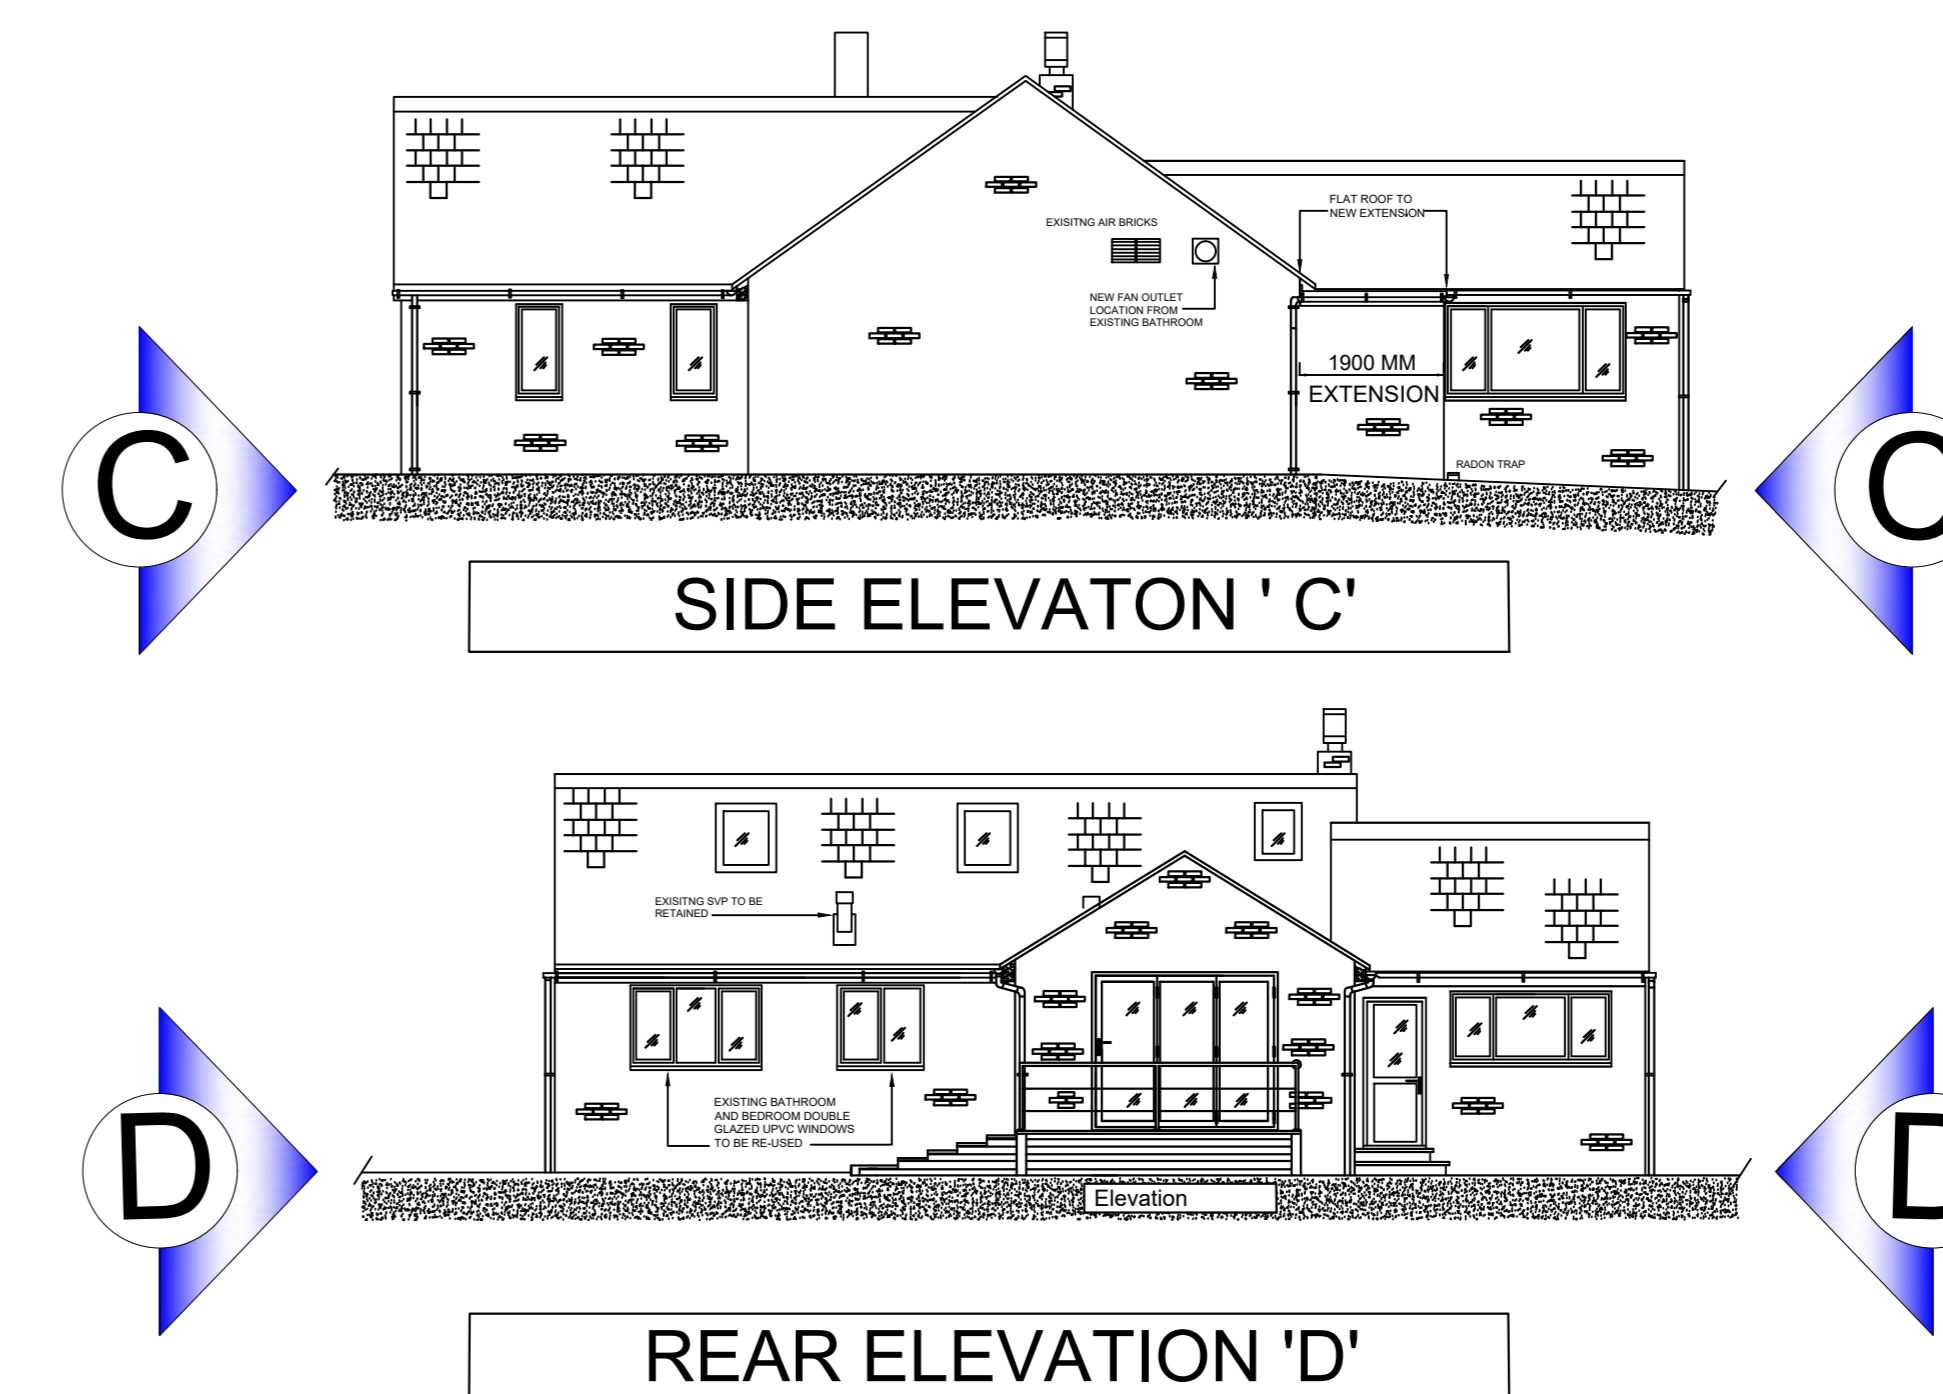 FLAT ROOF TO
NEW EXTENSION
EXISITNG AIR BRICKS
NEW FAN OUTLET
LOCATION FROM
EXISTING BATHROOM
1900 MM
EXTENSION
RADON TRAP
C
C
SIDE ELEVATON ' C'
EXISITNG SVP TO BE
RETAINED
EXISTING BATHROOM
AND BEDROOM DOUBLE
GLAZED UPVC WINDOWS
TO BE RE-USED
Elevation
D
D
REAR ELEVATION 'D'